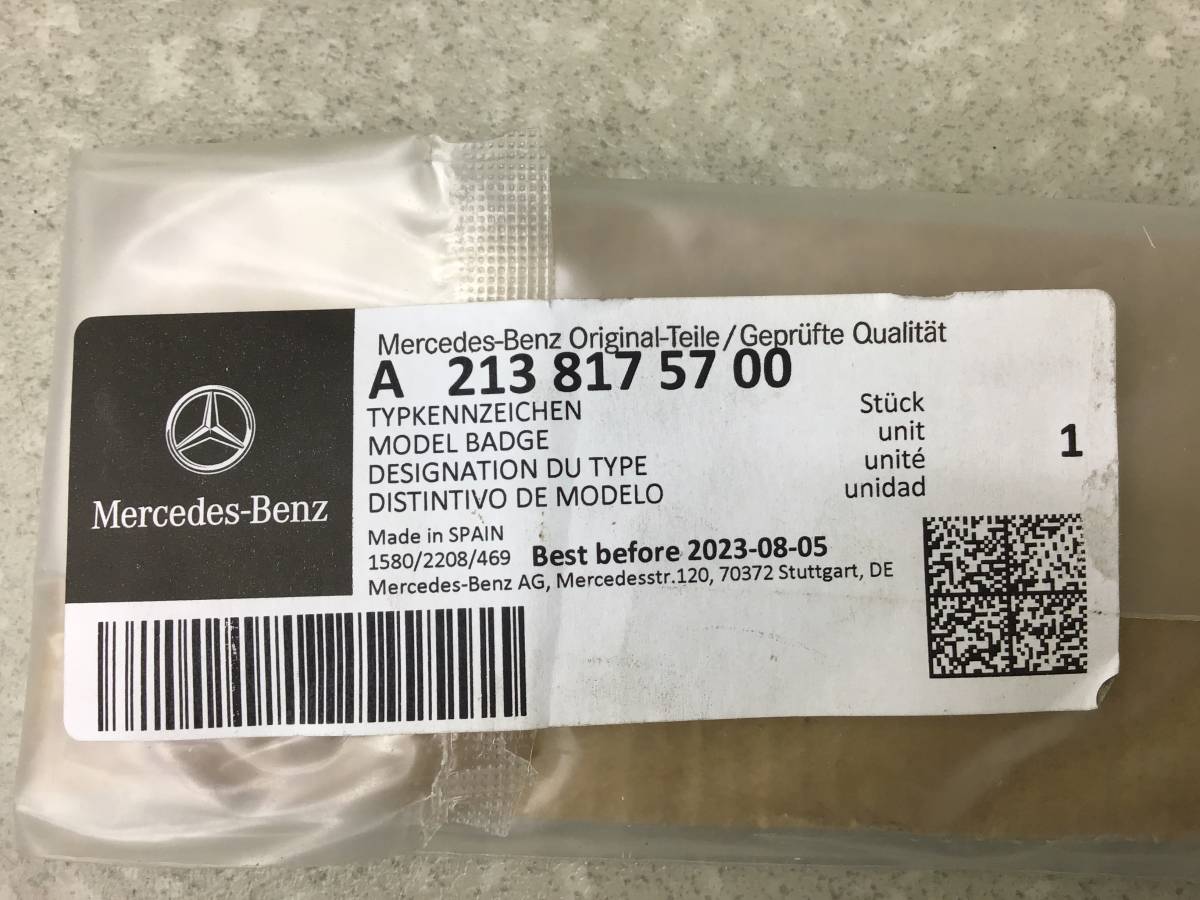 Mercedes-Benz Original-Teile/Geprüfte Qualität
A 213 817 57 00
TYPKENNZEICHEN
MODEL BADGE
DESIGNATION DU TYPE
DISTINTIVO DE MODELO
Stück
unit
unité
unidad
1
Mercedes-Benz
Made in SPAIN
1580/2208/469 Best before 2023-08-05
Mercedes-Benz AG, Mercedesstr.120, 70372 Stuttgart, DE